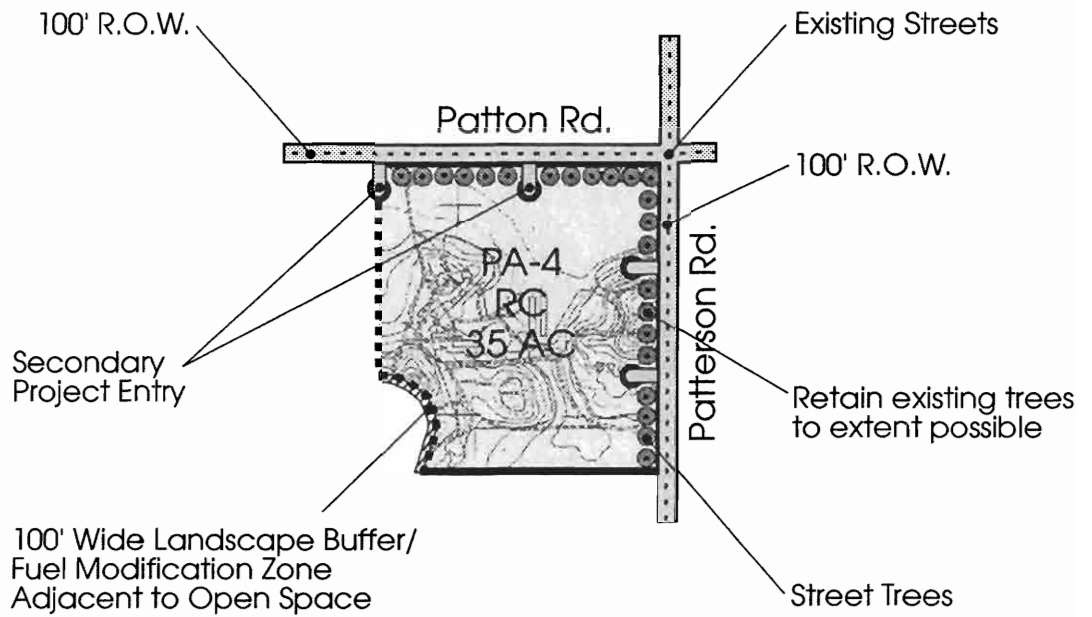 100' R.O.W.
Existing Streets
Patton Rd.
100' R.O.W.
PA-4
RC
35 AC
Patterson Rd.
Secondary
Project Entry
Retain existing trees
to extent possible
100' Wide Landscape Buffer/
Fuel Modification Zone
Adjacent to Open Space
Street Trees